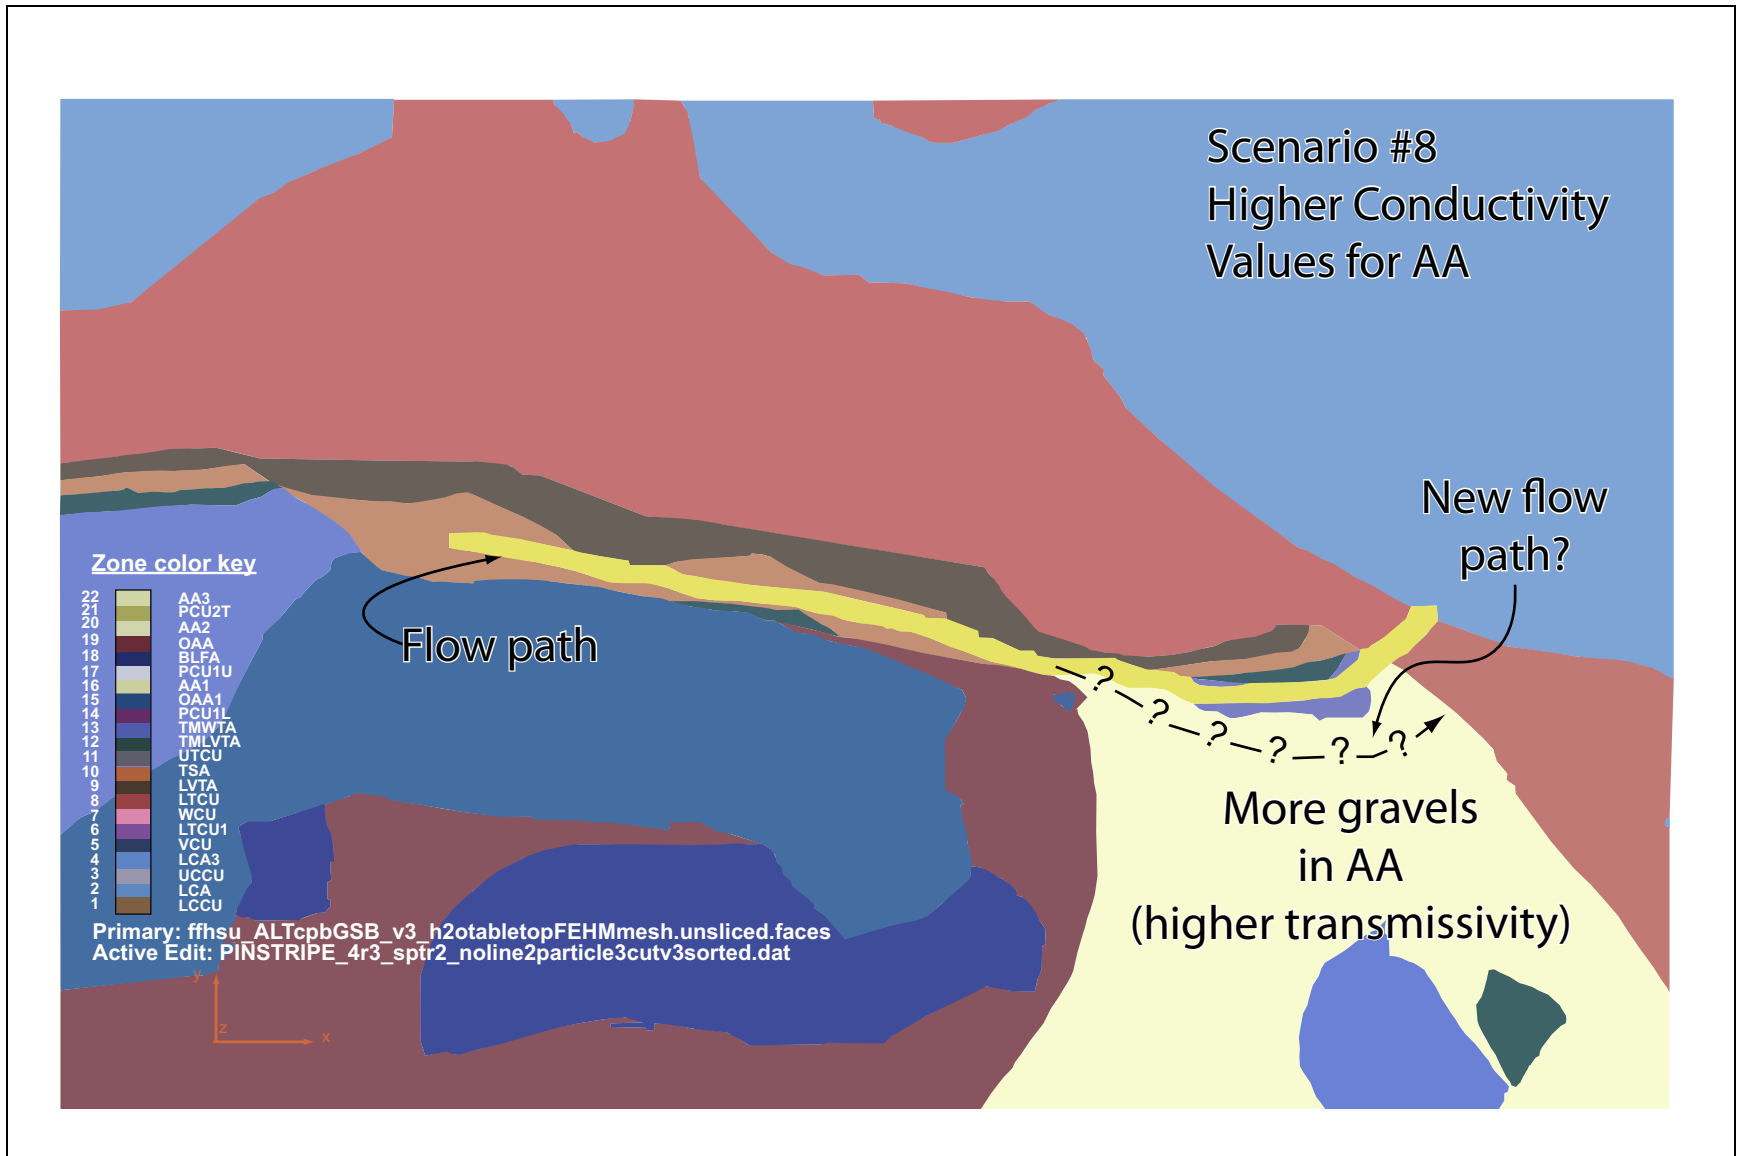 Scenario #8
Higher Conductivity
Values for AA
New flow
path?
Flow path
Zone color key
22 AA3
21 PCU2T
20 AA2
19 OAA
18 BLFA
17 PCU1U
16 AA1
15 OAA1
14 PCU1L
13 TMWTA
12 TMLVTA
11 UTCU
10 TSA
9 LVTA
8 LTCU
7 WCU
6 LTCU1
5 VCU
4 LCA3
3 UCCU
2 LCA
1 LCCU
? ? ? ? ? ?
More gravels
in AA
(higher transmissivity)
Primary: ffhsu_ALTcpbGSB_v3_h2otabletopFEHMmesh.unsliced.faces
Active Edit: PINSTRIPE_4r3_sptr2_noline2particle3cutv3sorted.dat
y
z
x